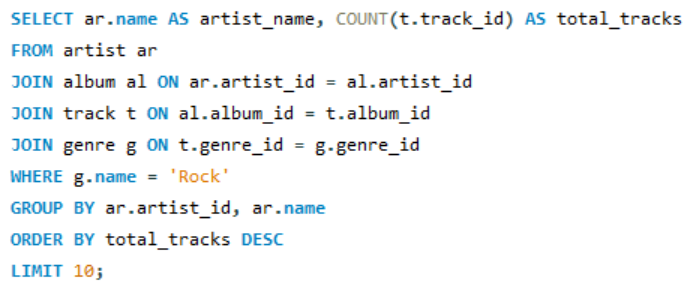 SELECT ar.name AS artist_name, COUNT(t.track_id) AS total_tracks
FROM artist ar
JOIN album al ON ar.artist_id = al.artist_id
JOIN track t ON al.album_id = t.album_id
JOIN genre g ON t.genre_id = g.genre_id
WHERE g.name = 'Rock'
GROUP BY ar.artist_id, ar.name
ORDER BY total_tracks DESC
LIMIT 10;